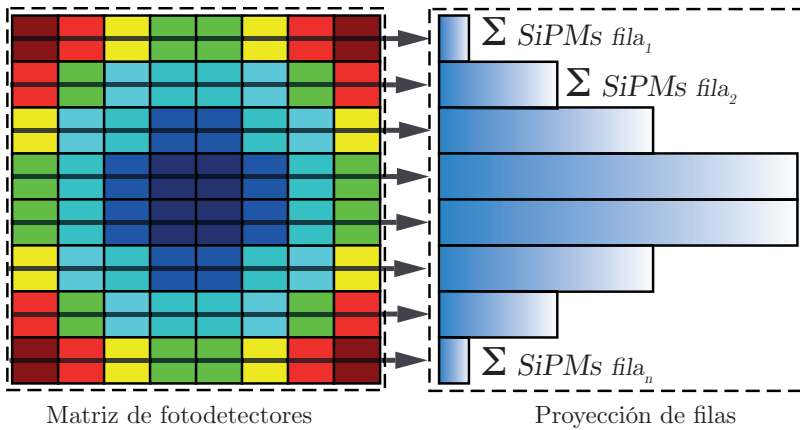 Σ SiPMs fila₁
Σ SiPMs fila₂
Σ SiPMs filaₙ
Matriz de fotodetectores
Proyección de filas